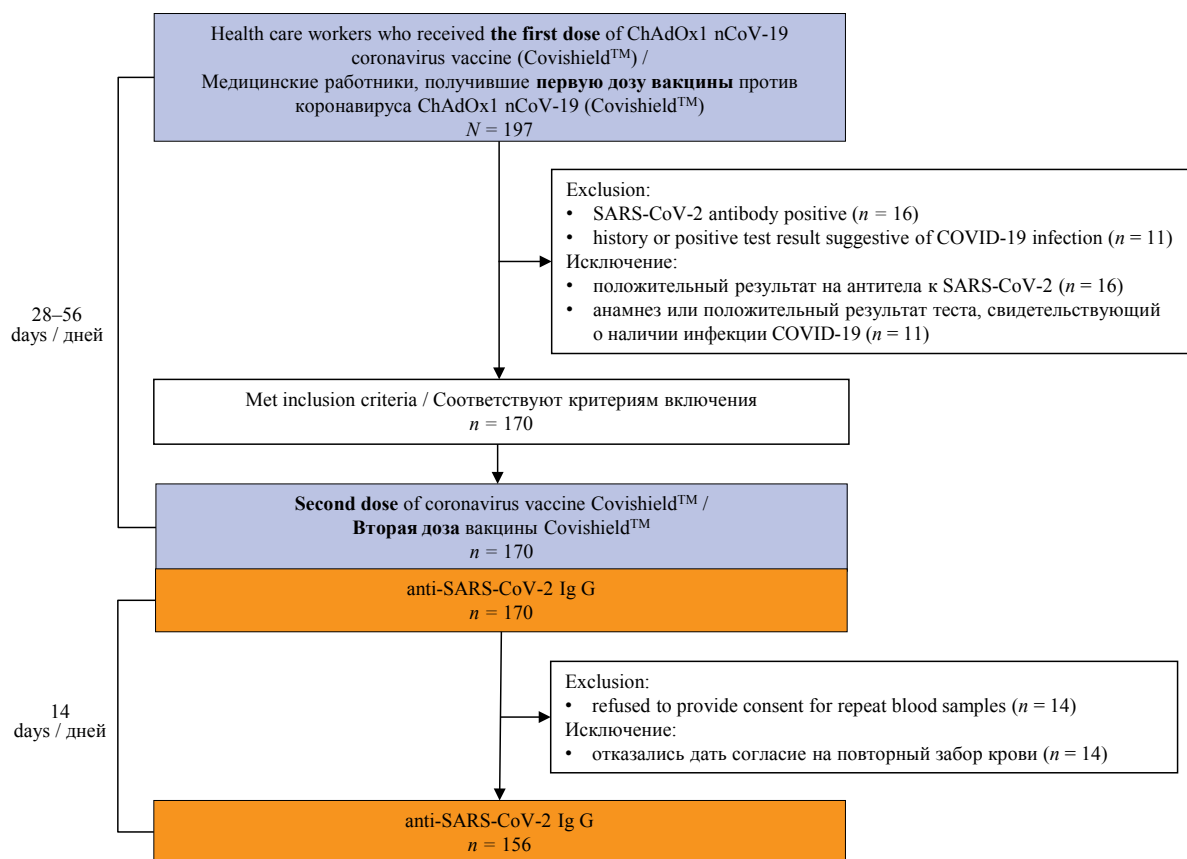 Health care workers who received the first dose of ChAdOx1 nCoV-19
coronavirus vaccine (Covishield™) /
Медицинские работники, получившие первую дозу вакцины против
коронавируса ChAdOx1 nCoV-19 (Covishield™)
N = 197
Exclusion:
• SARS-CoV-2 antibody positive (n = 16)
• history or positive test result suggestive of COVID-19 infection (n = 11)
Исключение:
• положительный результат на антитела к SARS-CoV-2 (n = 16)
• анамнез или положительный результат теста, свидетельствующий
о наличии инфекции COVID-19 (n = 11)
28–56
days / дней
Met inclusion criteria / Соответствуют критериям включения
n = 170
Second dose of coronavirus vaccine Covishield™ /
Вторая доза вакцины Covishield™
n = 170
anti-SARS-CoV-2 Ig G
n = 170
Exclusion:
• refused to provide consent for repeat blood samples (n = 14)
Исключение:
• отказались дать согласие на повторный забор крови (n = 14)
14
days / дней
anti-SARS-CoV-2 Ig G
n = 156